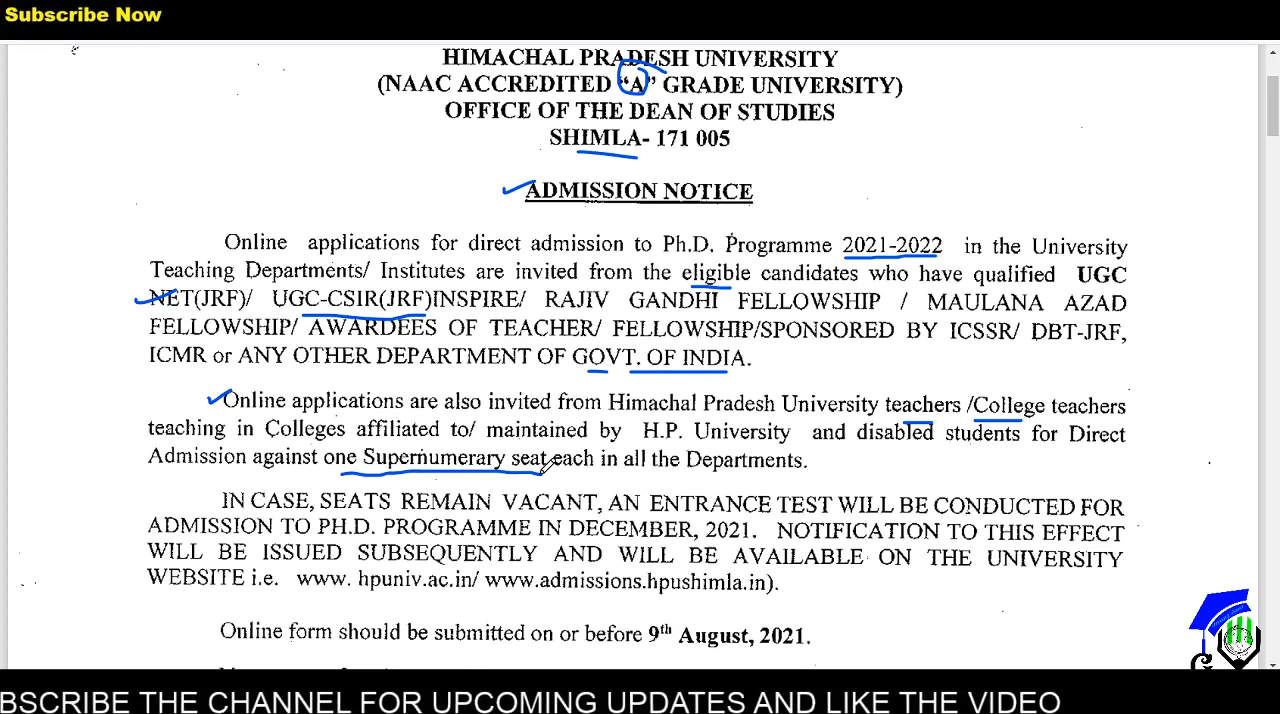 Subscribe Now
HIMACHAL PRADESH UNIVERSITY
(NAAC ACCREDITED "A" GRADE UNIVERSITY)
OFFICE OF THE DEAN OF STUDIES
SHIMLA- 171 005
ADMISSION NOTICE
Online applications for direct admission to Ph.D. Programme 2021-2022 in the University
Teaching Departments/ Institutes are invited from the eligible candidates who have qualified UGC
NET(JRF)/ UGC-CSIR(JRF)INSPIRE/ RAJIV GANDHI FELLOWSHIP / MAULANA AZAD
FELLOWSHIP/ AWARDEES OF TEACHER/ FELLOWSHIP/SPONSORED BY ICSSR/ DBT-JRF,
ICMR or ANY OTHER DEPARTMENT OF GOVT. OF INDIA.
Online applications are also invited from Himachal Pradesh University teachers /College teachers
teaching in Colleges affiliated to/ maintained by H.P. University and disabled students for Direct
Admission against one Supernumerary seat each in all the Departments.
IN CASE, SEATS REMAIN VACANT, AN ENTRANCE TEST WILL BE CONDUCTED FOR
ADMISSION TO PH.D. PROGRAMME IN DECEMBER, 2021. NOTIFICATION TO THIS EFFECT
WILL BE ISSUED SUBSEQUENTLY AND WILL BE AVAILABLE ON THE UNIVERSITY
WEBSITE i.e. www. hpuniv.ac.in/ www.admissions.hpushimla.in).
Online form should be submitted on or before 9th August, 2021.
BSCRIBE THE CHANNEL FOR UPCOMING UPDATES AND LIKE THE VIDEO